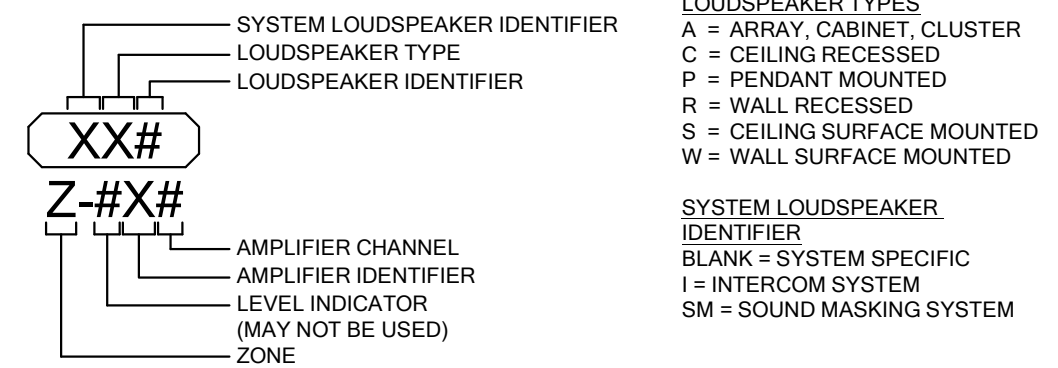 SYSTEM LOUDSPEAKER IDENTIFIER
LOUDSPEAKER TYPE
LOUDSPEAKER IDENTIFIER
XX#
Z-#X#
AMPLIFIER CHANNEL
AMPLIFIER IDENTIFIER
LEVEL INDICATOR
(MAY NOT BE USED)
ZONE
LOUDSPEAKER TYPES
A = ARRAY, CABINET, CLUSTER
C = CEILING RECESSED
P = PENDANT MOUNTED
R = WALL RECESSED
S = CEILING SURFACE MOUNTED
W = WALL SURFACE MOUNTED
SYSTEM LOUDSPEAKER
IDENTIFIER
BLANK = SYSTEM SPECIFIC
I = INTERCOM SYSTEM
SM = SOUND MASKING SYSTEM